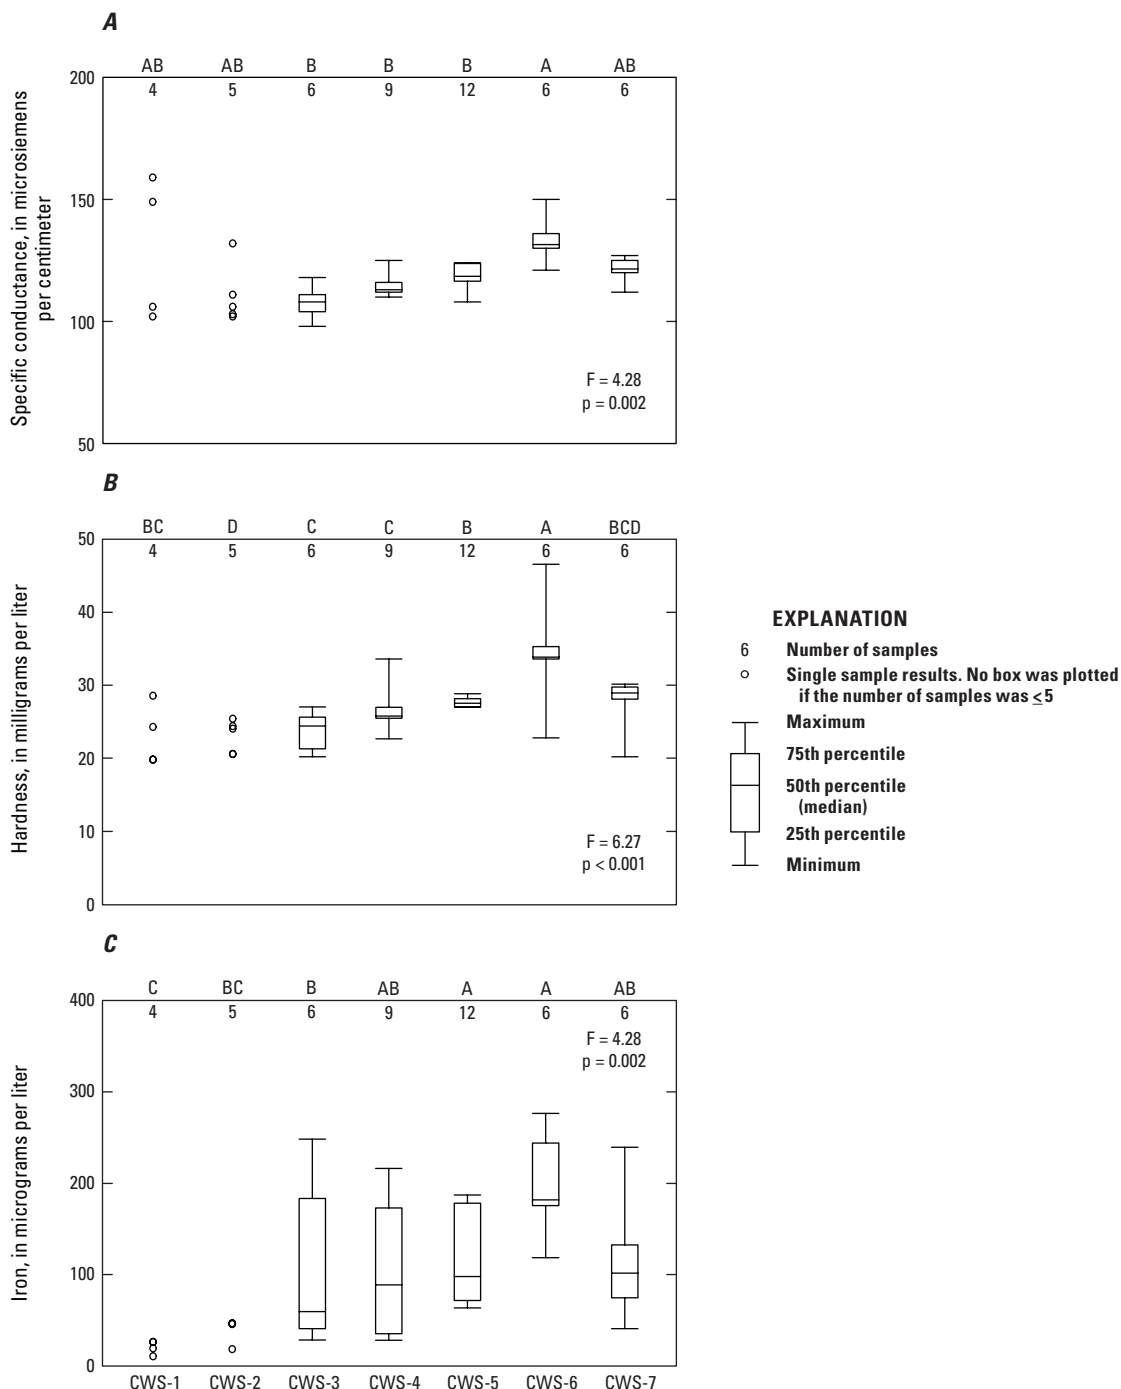 A
AB AB B B B A AB
200
4 5 6 9 12 6 6
150
100
50
Specific conductance, in microsiemens
per centimeter
F = 4.28
p = 0.002
B
BC D C C B A BCD
50
4 5 6 9 12 6 6
40
30
20
10
0
Hardness, in milligrams per liter
F = 6.27
p < 0.001
EXPLANATION
6 Number of samples
Single sample results. No box was plotted
if the number of samples was ≤5
Maximum
75th percentile
50th percentile
(median)
25th percentile
Minimum
C
C BC B AB A A AB
400
4 5 6 9 12 6 6
F = 4.28
p = 0.002
300
200
100
0
Iron, in micrograms per liter
CWS-1 CWS-2 CWS-3 CWS-4 CWS-5 CWS-6 CWS-7